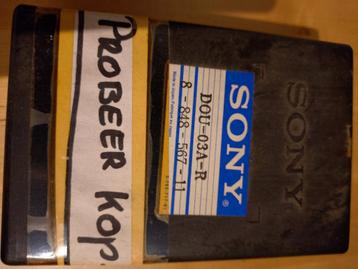 PROBEER KOP.
SONY®
DOU-03A-R
8-848-567-11
SONY